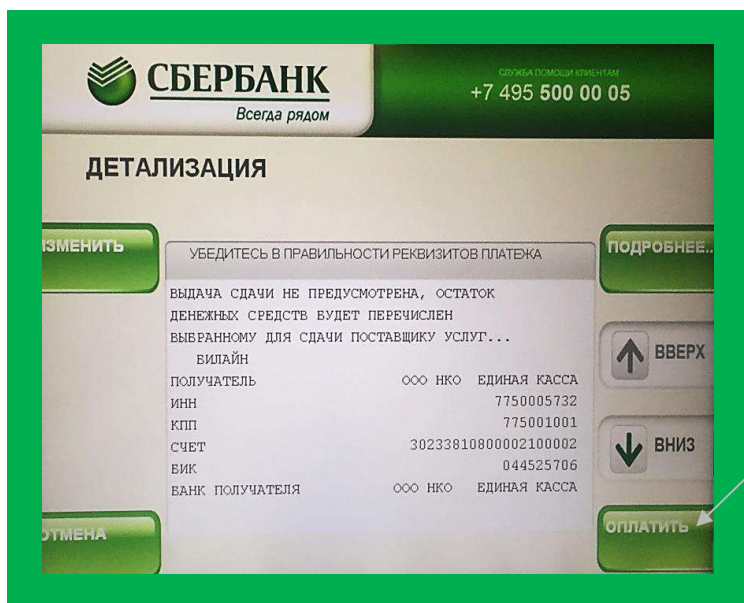 СБЕРБАНК
Всегда рядом
СЛУЖБА ПОМОЩИ КЛИЕНТАМ
+7 495 500 00 05
ДЕТАЛИЗАЦИЯ
ИЗМЕНИТЬ
УБЕДИТЕСЬ В ПРАВИЛЬНОСТИ РЕКВИЗИТОВ ПЛАТЕЖА
ПОДРОБНЕЕ..
ВЫДАЧА СДАЧИ НЕ ПРЕДУСМОТРЕНА, ОСТАТОК
ДЕНЕЖНЫХ СРЕДСТВ БУДЕТ ПЕРЕЧИСЛЕН
ВЫБРАННОМУ ДЛЯ СДАЧИ ПОСТАВЩИКУ УСЛУГ...
БИЛАЙН
ВВЕРХ
ПОЛУЧАТЕЛЬ ООО НКО ЕДИНАЯ КАССА
ИНН 7750005732
КПП 775001001
СЧЕТ 30233810800002100002
ВНИЗ
БИК 044525706
БАНК ПОЛУЧАТЕЛЯ ООО НКО ЕДИНАЯ КАССА
ОТМЕНА
ОПЛАТИТЬ